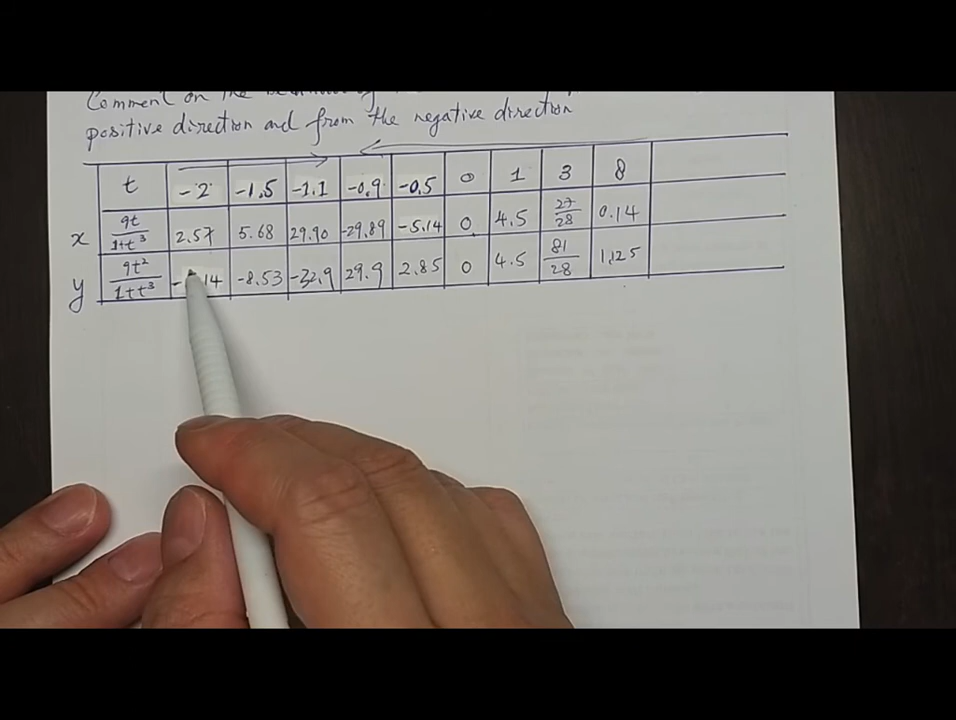 Comment on the
positive direction and from the negative direction
t -2 -1.5 -1.1 -0.9 -0.5 0 1 3 8
x 9t/1+t³ 2.57 5.68 29.90 -29.89 -5.14 0 4.5 27/28 0.14
y 9t²/1+t³ -8.53 -32.9 29.9 2.85 0 4.5 81/28 1,125